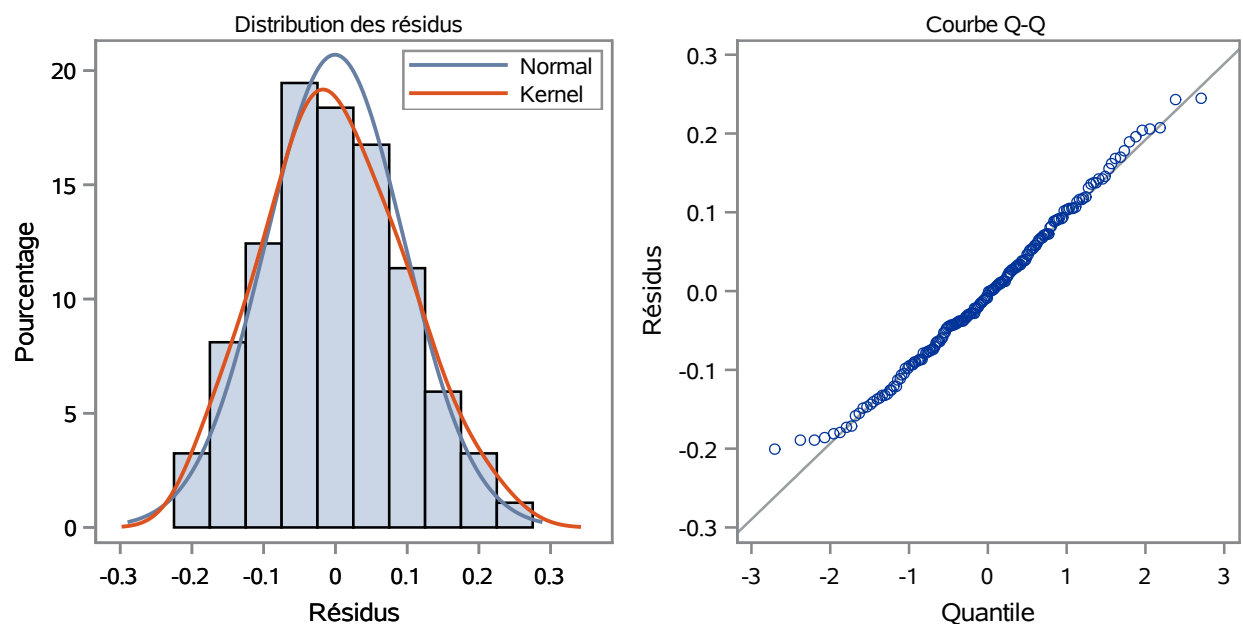 Distribution des résidus
Normal
Kernel
20
15
10
5
0
Pourcentage
-0.3 -0.2 -0.1 0 0.1 0.2 0.3
Résidus
Courbe Q-Q
0.3
0.2
0.1
0.0
-0.1
-0.2
-0.3
Résidus
-3 -2 -1 0 1 2 3
Quantile